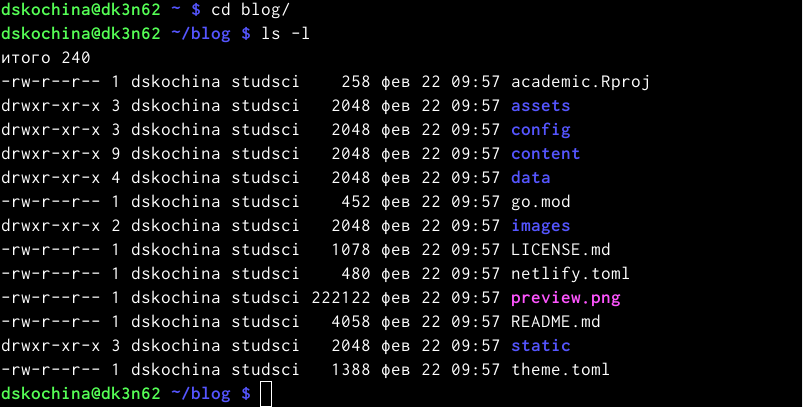 dskochina@dk3n62 ~ $ cd blog/
dskochina@dk3n62 ~/blog $ ls -l
итого 240
-rw-r--r-- 1 dskochina studsci    258 фев 22 09:57 academic.Rproj
drwxr-xr-x 3 dskochina studsci   2048 фев 22 09:57 assets
drwxr-xr-x 3 dskochina studsci   2048 фев 22 09:57 config
drwxr-xr-x 9 dskochina studsci   2048 фев 22 09:57 content
drwxr-xr-x 4 dskochina studsci   2048 фев 22 09:57 data
-rw-r--r-- 1 dskochina studsci    452 фев 22 09:57 go.mod
drwxr-xr-x 2 dskochina studsci   2048 фев 22 09:57 images
-rw-r--r-- 1 dskochina studsci   1078 фев 22 09:57 LICENSE.md
-rw-r--r-- 1 dskochina studsci    480 фев 22 09:57 netlify.toml
-rw-r--r-- 1 dskochina studsci 222122 фев 22 09:57 preview.png
-rw-r--r-- 1 dskochina studsci   4058 фев 22 09:57 README.md
drwxr-xr-x 3 dskochina studsci   2048 фев 22 09:57 static
-rw-r--r-- 1 dskochina studsci   1388 фев 22 09:57 theme.toml
dskochina@dk3n62 ~/blog $